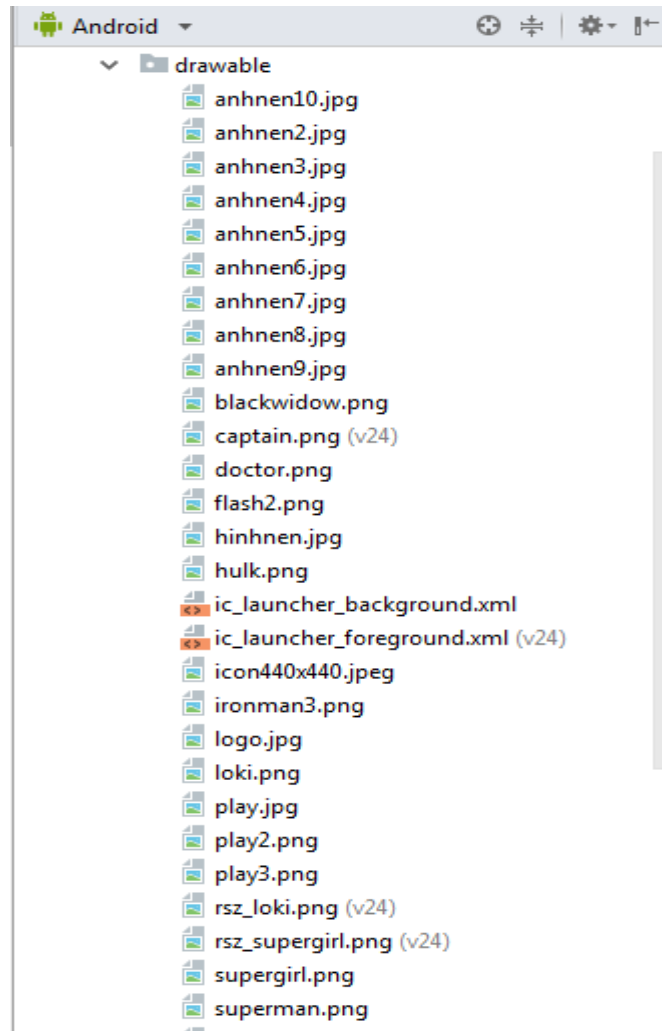 Android
drawable
anhnen10.jpg
anhnen2.jpg
anhnen3.jpg
anhnen4.jpg
anhnen5.jpg
anhnen6.jpg
anhnen7.jpg
anhnen8.jpg
anhnen9.jpg
blackwidow.png
captain.png (v24)
doctor.png
flash2.png
hinhnen.jpg
hulk.png
ic_launcher_background.xml
ic_launcher_foreground.xml (v24)
icon440x440.jpeg
ironman3.png
logo.jpg
loki.png
play.jpg
play2.png
play3.png
rsz_loki.png (v24)
rsz_supergirl.png (v24)
supergirl.png
superman.png